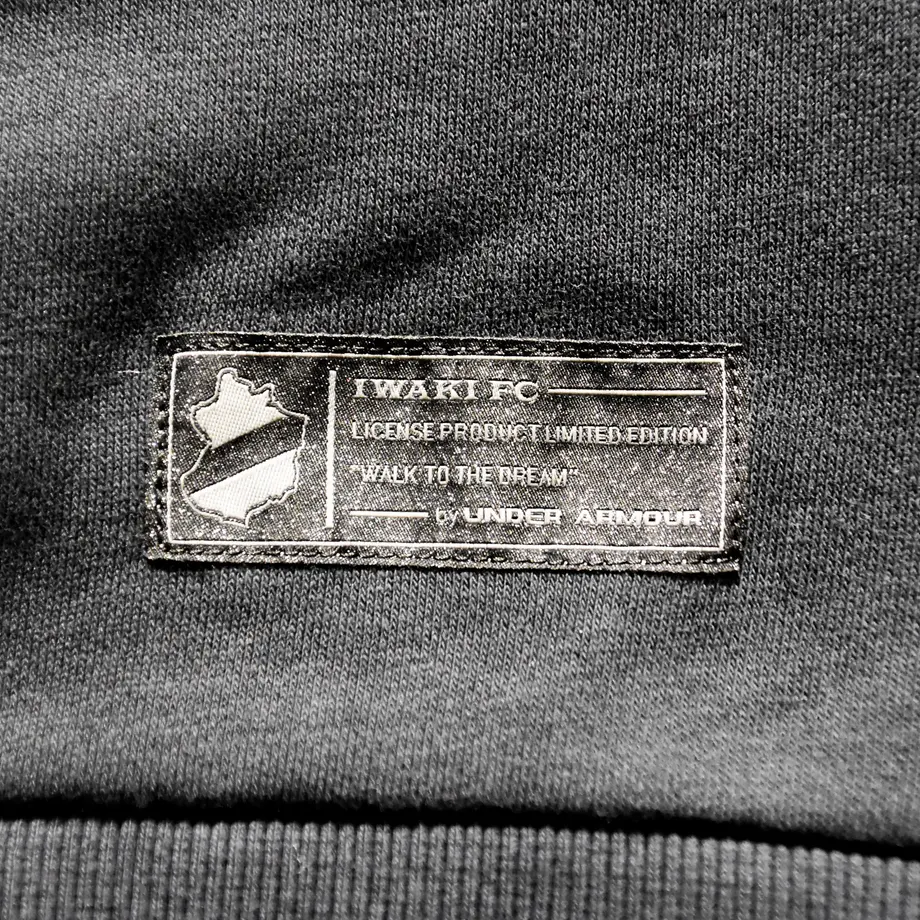 IWAKI FC
LICENSE PRODUCT LIMITED EDITION
"WALK TO THE DREAM"
by UNDER ARMOUR